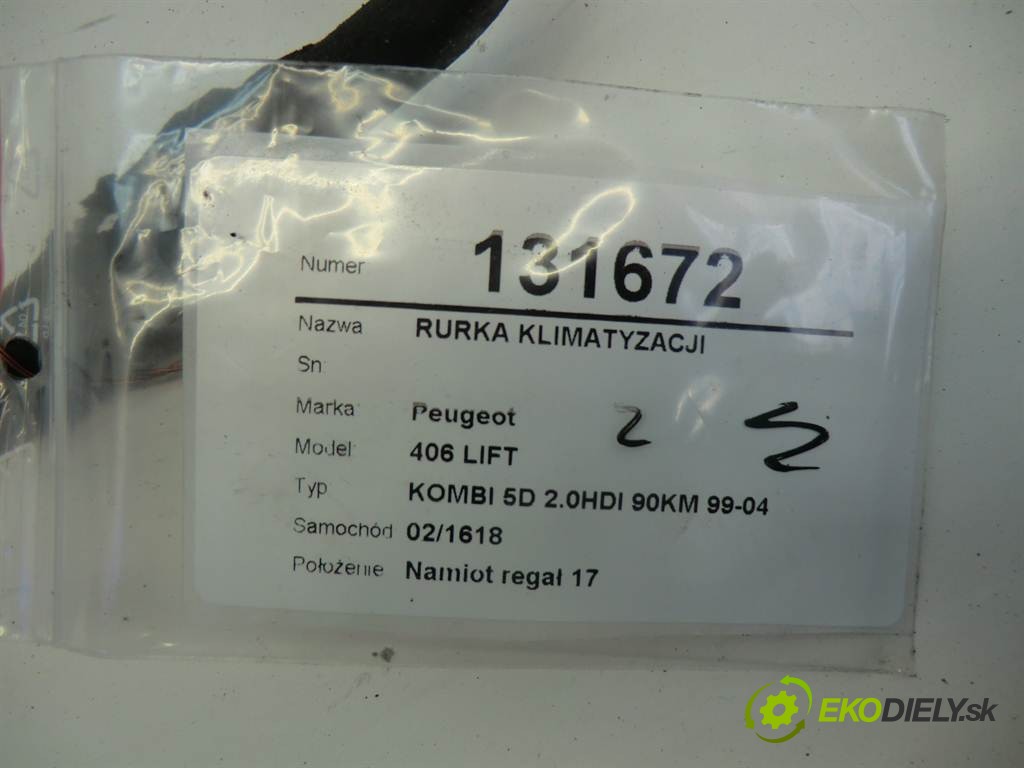 Numer 131672
Nazwa RURKA KLIMATYZACJI
Sn:
Marka Peugeot 2
Model 406 LIFT
Typ KOMBI 5D 2.0HDI 90KM 99-04
Samochód 02/1618
Położenie Namiot regał 17
EKODIELY.sk